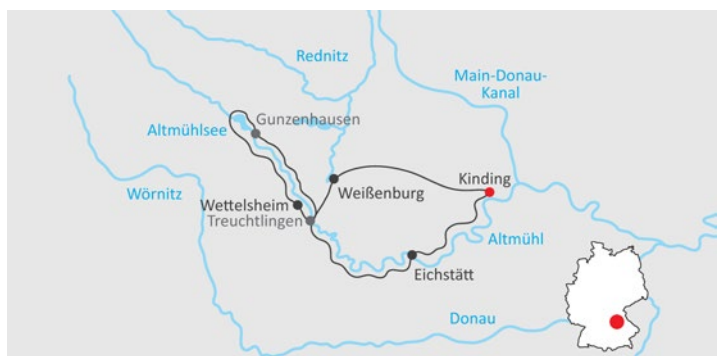 Rednitz
Main-Donau-
Kanal
Gunzenhausen
Altmühlsee
Kinding
Wörnitz
Weißenburg
Wettelsheim
Treuchtlingen
Altmühl
Eichstätt
Donau